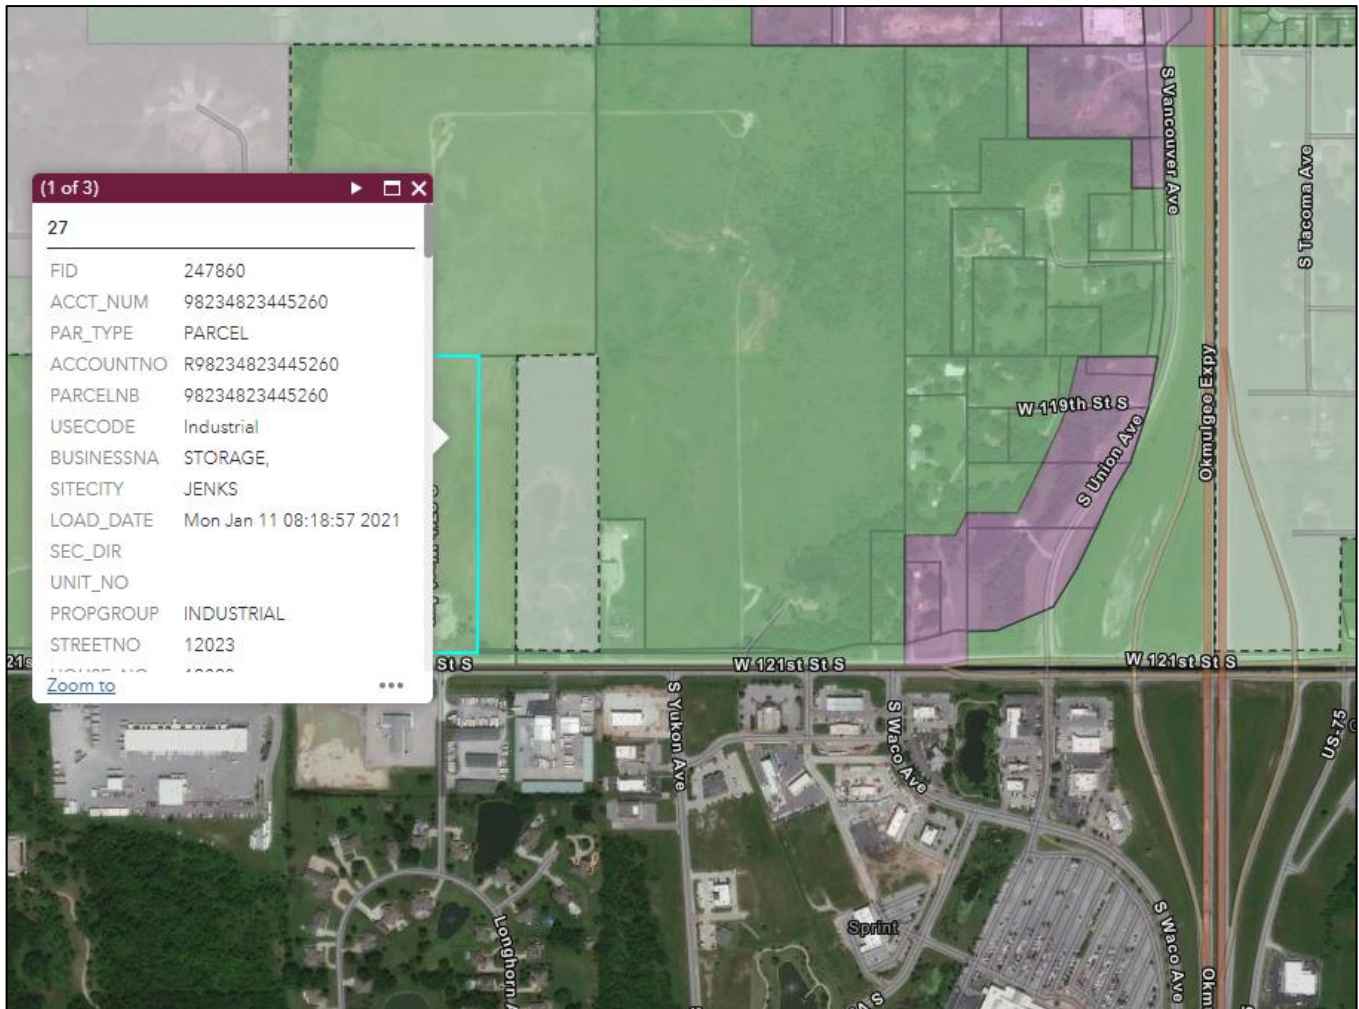 (1 of 3)
27
FID 247860
ACCT_NUM 98234823445260
PAR_TYPE PARCEL
ACCOUNTNO R98234823445260
PARCELNB 98234823445260
USECODE Industrial
BUSINESSNA STORAGE,
SITECITY JENKS
LOAD_DATE Mon Jan 11 08:18:57 2021
SEC_DIR
UNIT_NO
PROPGROUP INDUSTRIAL
STREETNO 12023
Zoom to
S Vancouver Ave
S Tacoma Ave
Okmulgee Expy
W 119th St S
S Union Ave
21s
St S
W 121st St S
W 121st St S
S Yukon Ave
S Waco Ave
US-75
Sprint
Longhorn A
S Waco Ave
Okm